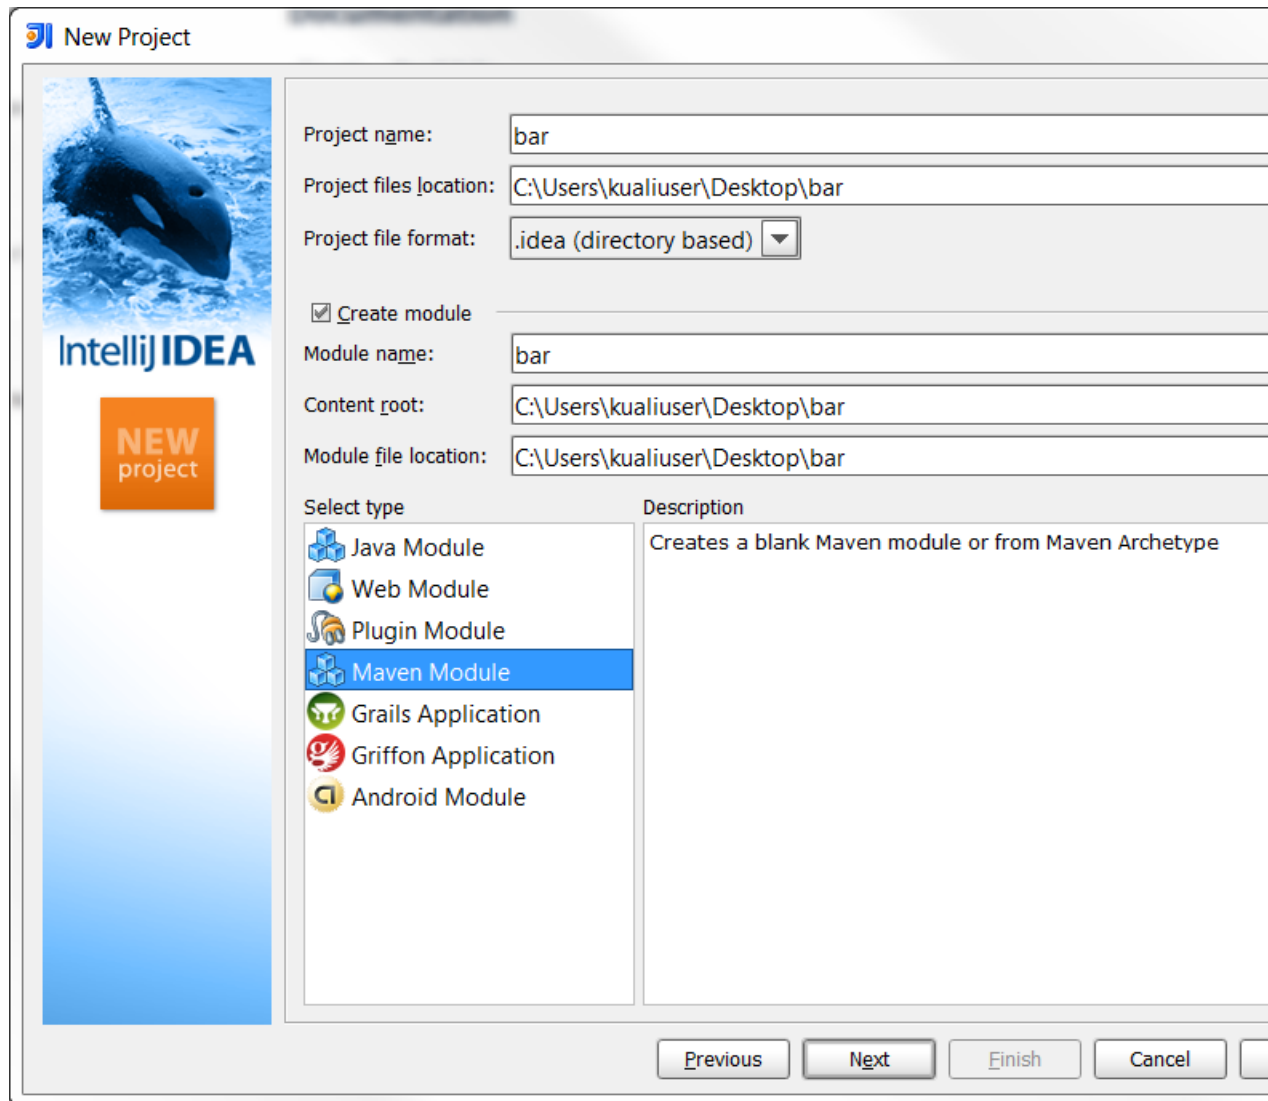 New Project
Project name:
bar
Project files location:
C:\Users\kualiuser\Desktop\bar
Project file format:
.idea (directory based)
Create module
Module name:
bar
Content root:
C:\Users\kualiuser\Desktop\bar
Module file location:
C:\Users\kualiuser\Desktop\bar
IntelliJ IDEA
NEW
project
Select type
Java Module
Web Module
Plugin Module
Maven Module
Grails Application
Griffon Application
Android Module
Description
Creates a blank Maven module or from Maven Archetype
Previous
Next
Finish
Cancel